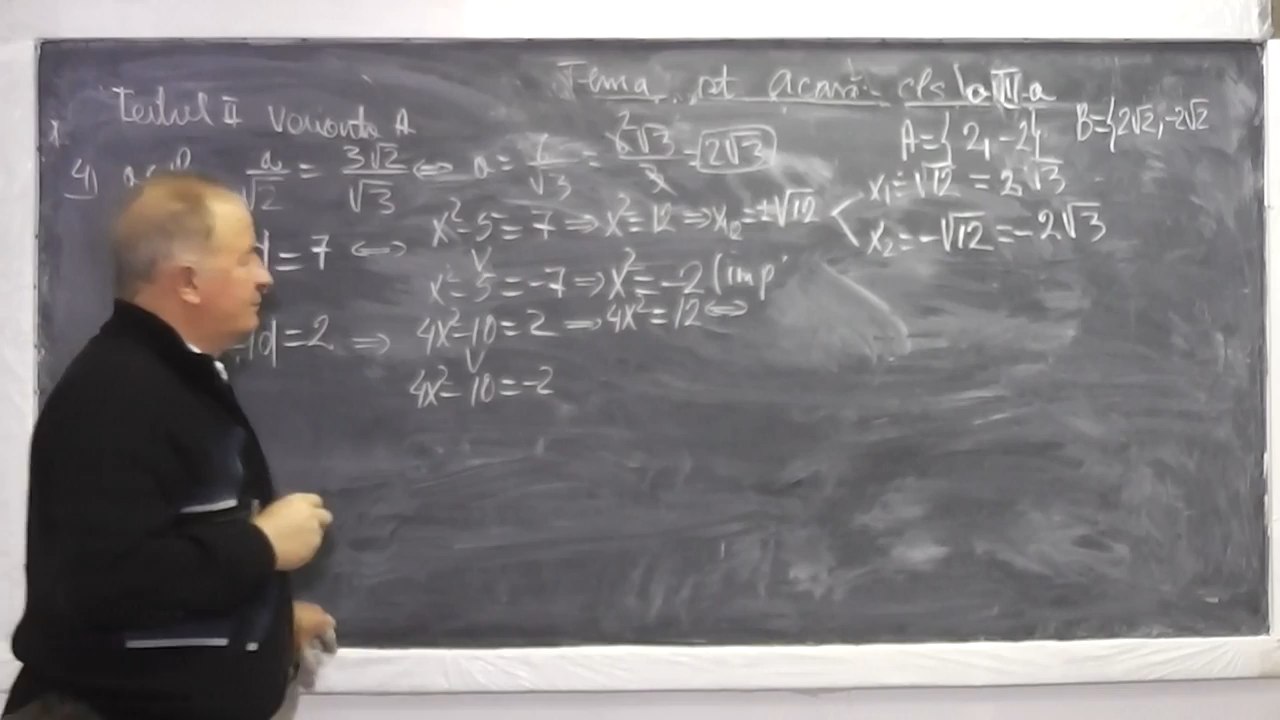 Tema pt acasă cls a VII-a
Testul II Varianta A
A={2,-2} B={2√2,-2√2}
4) a/√2 = 3√2/√3 ⇔ a = 6/√3 = 6√3/3 = 2√3
x²-5=7 ⇒ x²=12 ⇒ x=±√12
x₁=√12=2√3
x₂=-√12=-2√3
|=7 ⇔
∨
x²-5=-7 ⇒ x²=-2 (imp
|=2 ⇒ 4x²-10=2 ⇒ 4x²=12 ⇔
∨
4x²-10=-2